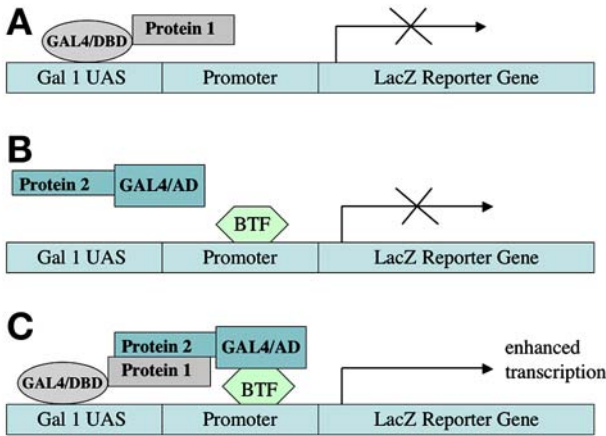 A
GAL4/DBD
Protein 1
Gal 1 UAS
Promoter
LacZ Reporter Gene
B
Protein 2
GAL4/AD
BTF
Gal 1 UAS
Promoter
LacZ Reporter Gene
C
Protein 2
GAL4/AD
enhanced
transcription
GAL4/DBD
Protein 1
BTF
Gal 1 UAS
Promoter
LacZ Reporter Gene